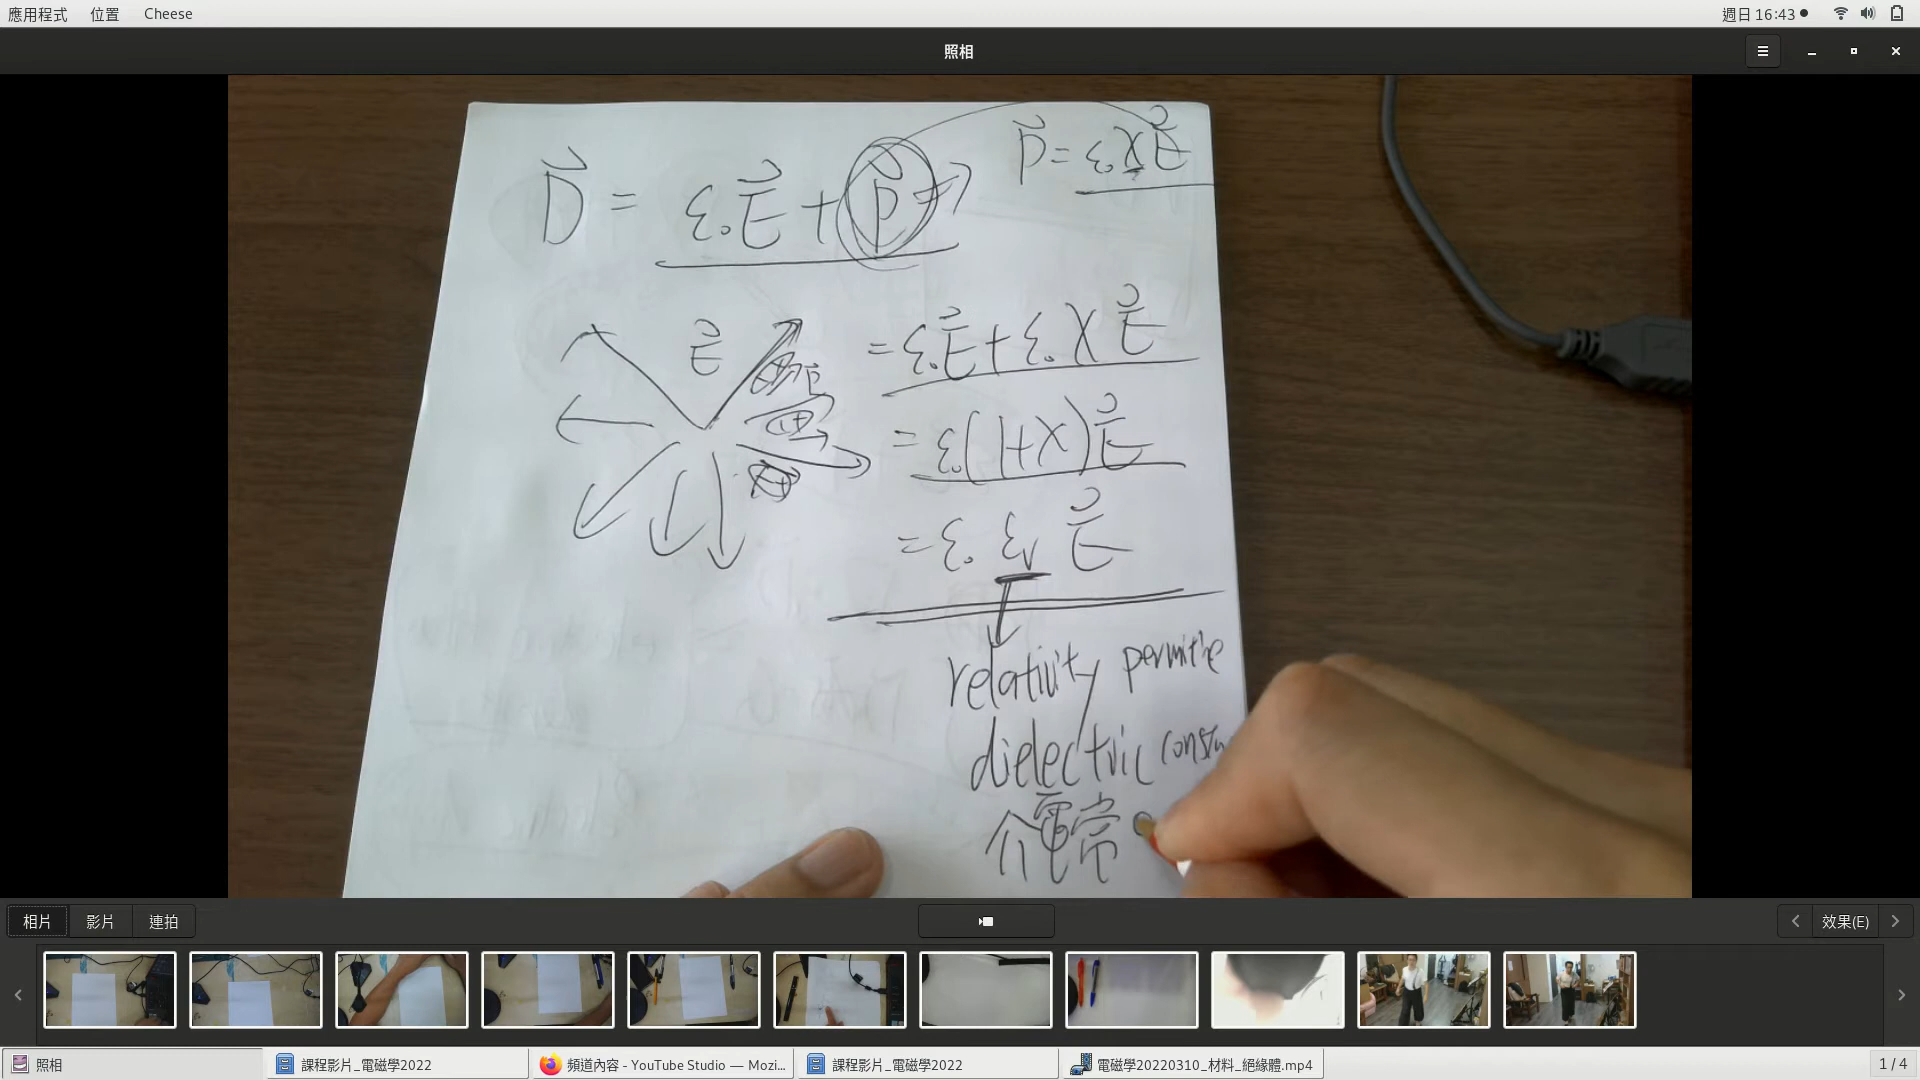 應用程式 位置 Cheese
週日 16:43
照相
D = ε₀E + P
P = ε₀χE
E
= ε₀E + ε₀χE
= ε₀(1+χ)E
= ε₀ εr E
relativity
dielectric
介電常
相片 影片 連拍
效果(E)
照相
課程影片_電磁學2022
頻道內容 - YouTube Studio — Mozi...
課程影片_電磁學2022
電磁學20220310_材料_絕緣體.mp4
1 / 4